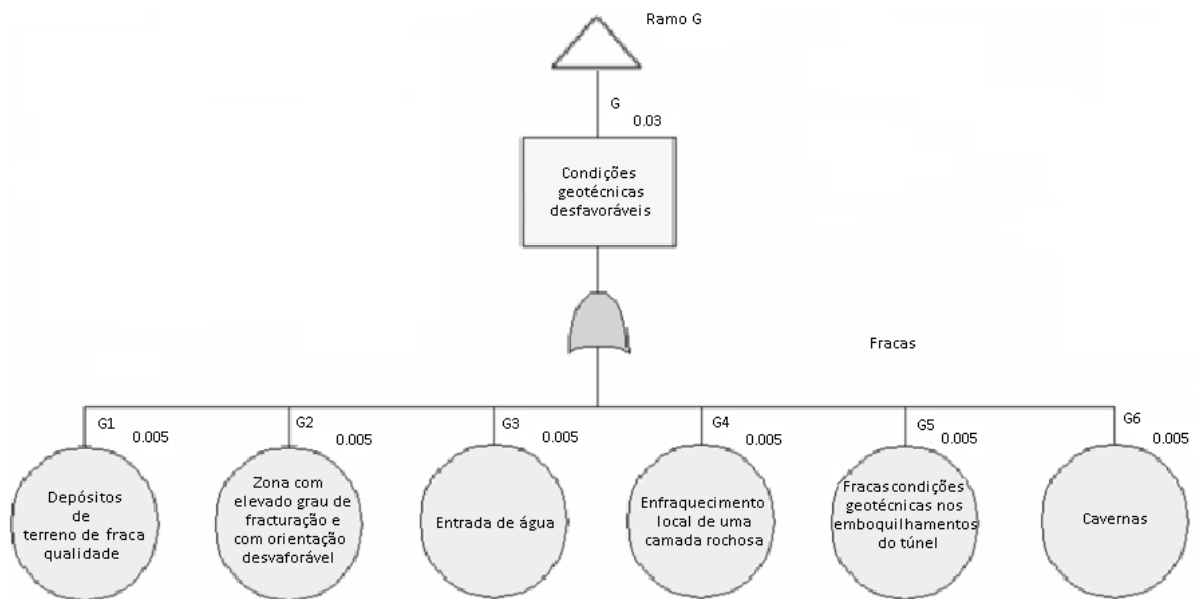 Ramo G
G
0.03
Condições
geotécnicas
desfavoráveis
Fracas
G1
0.005
Depósitos
de
terreno de fraca
qualidade
G2
0.005
Zona com
elevado grau de
fracturação e
com orientação
desvaforável
G3
0.005
Entrada de água
G4
0.005
Enfraquecimento
local de uma
camada rochosa
G5
0.005
Fracas condições
geotécnicas nos
emboquilhamentos
do túnel
G6
0.005
Cavernas